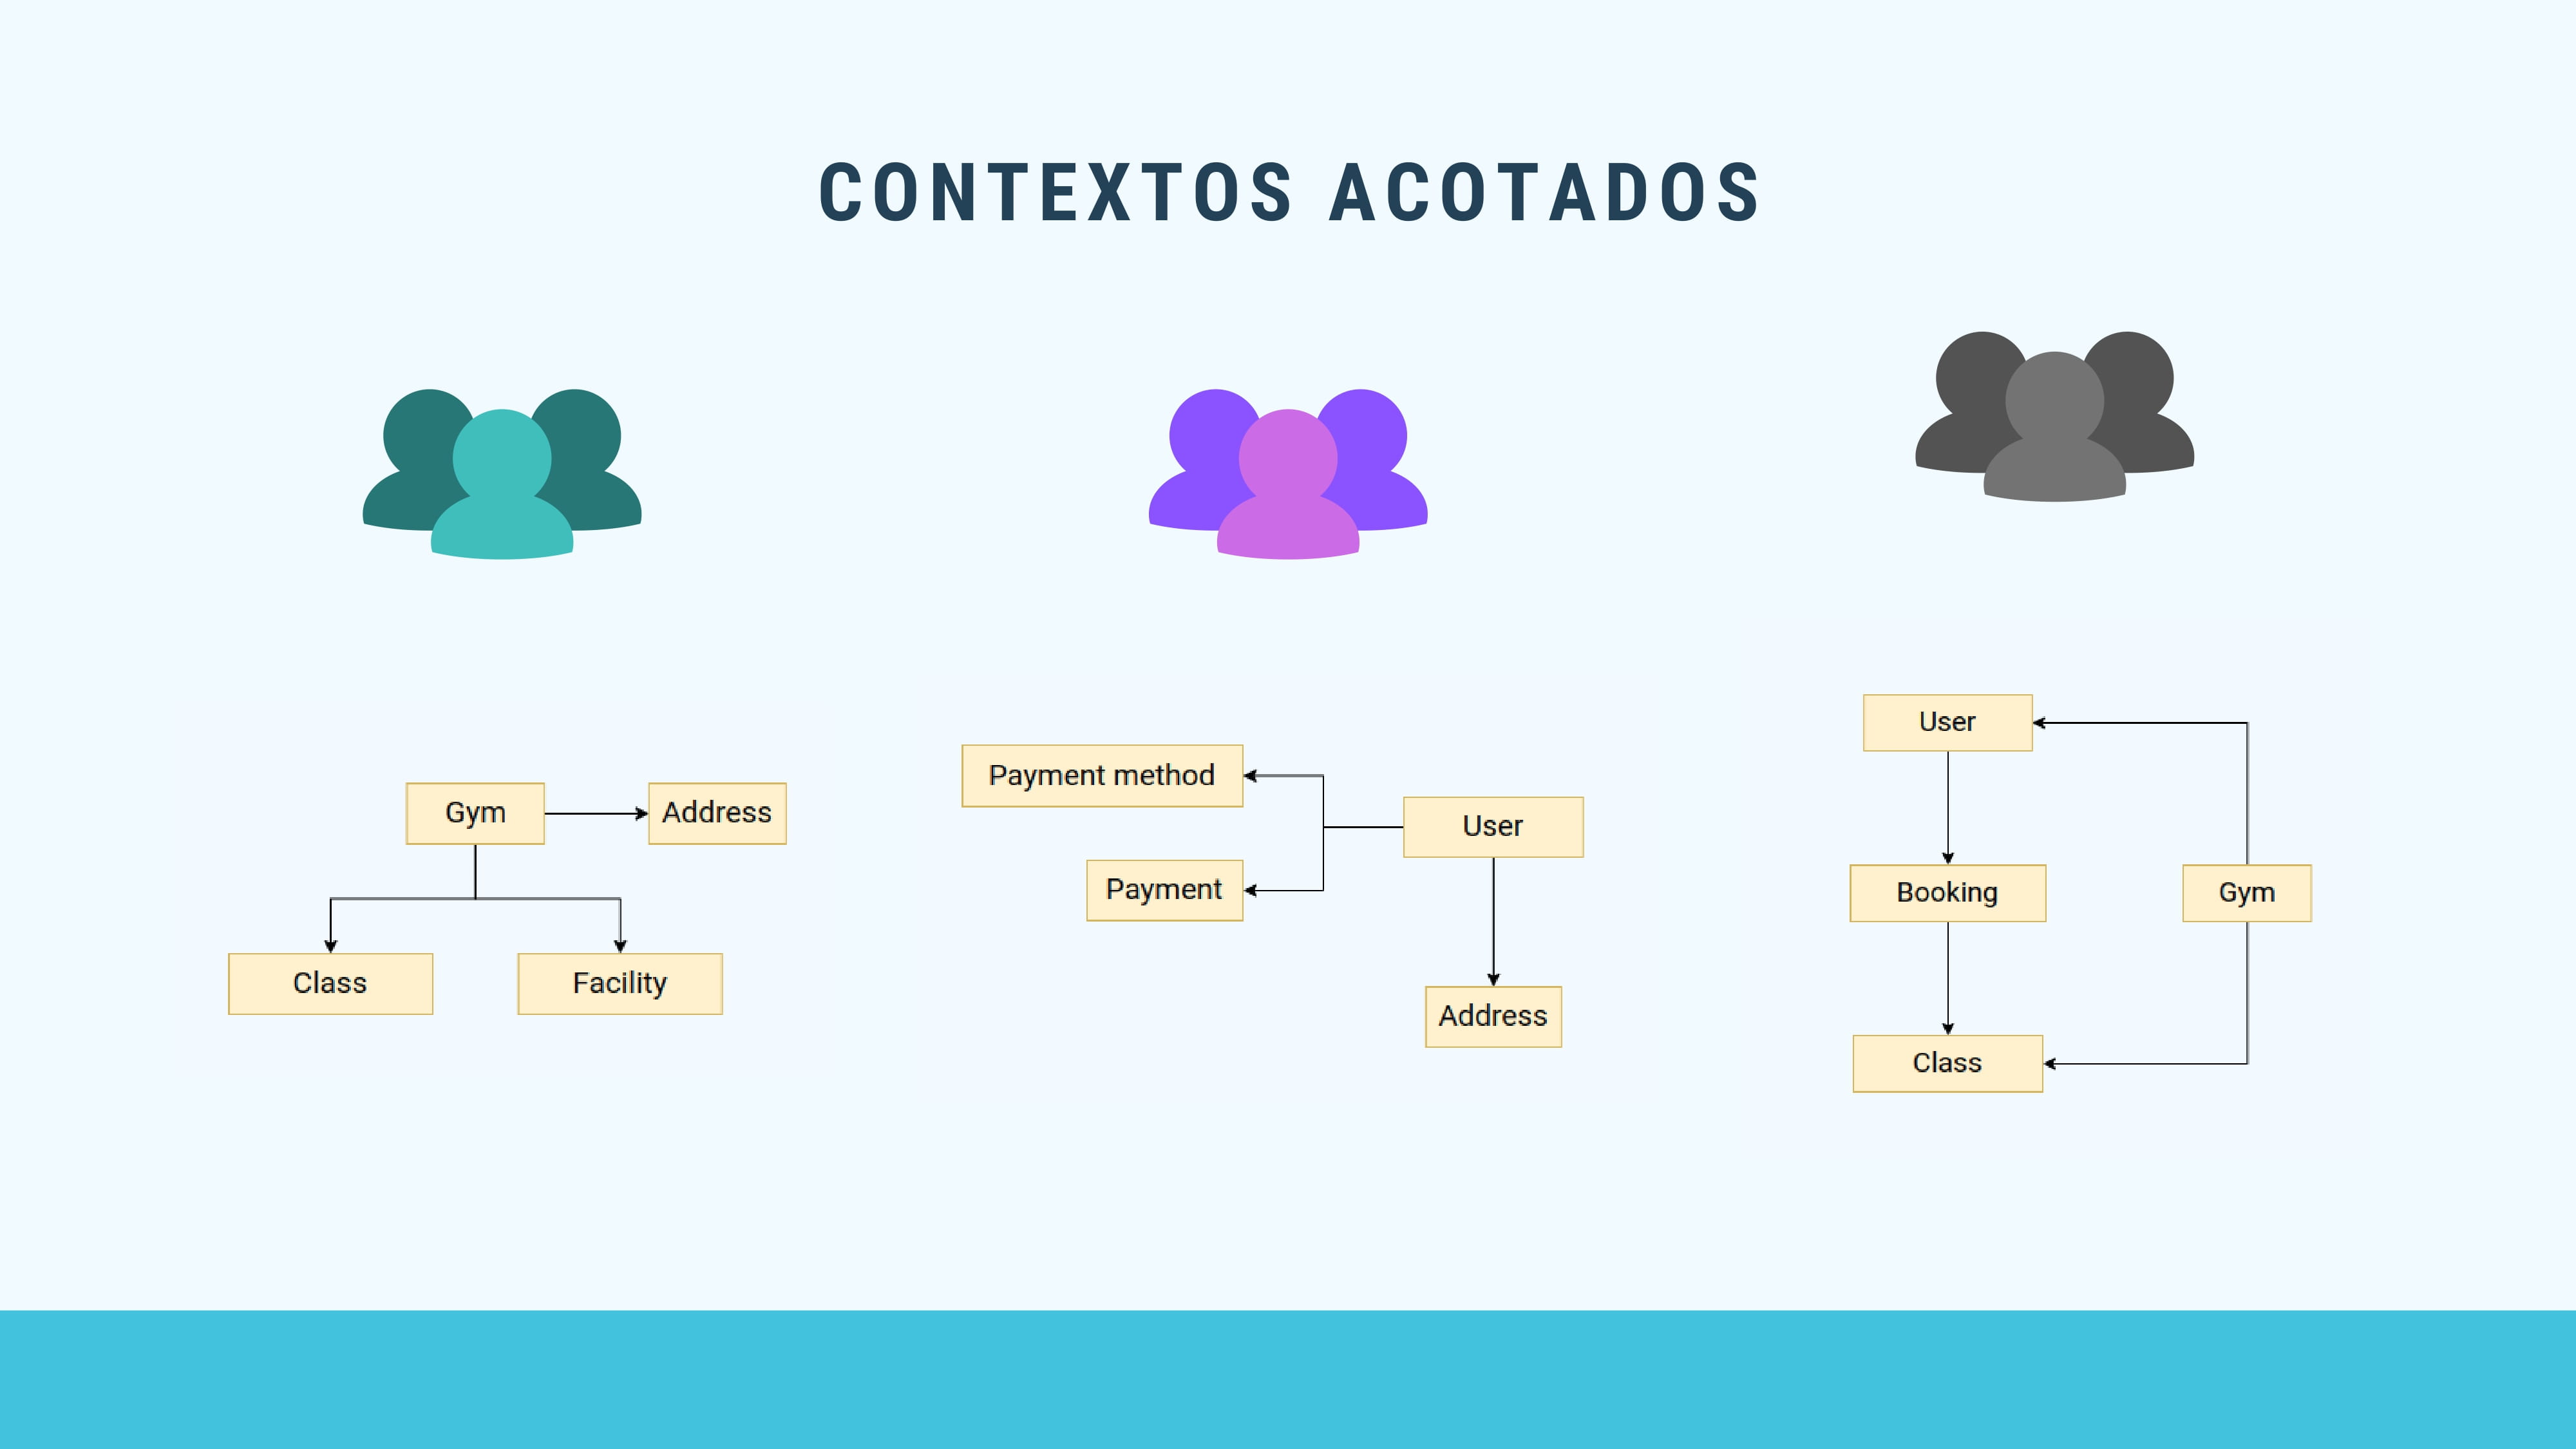 CONTEXTOS ACOTADOS
Gym
Address
Class
Facility
Payment method
User
Payment
Address
User
Booking
Gym
Class